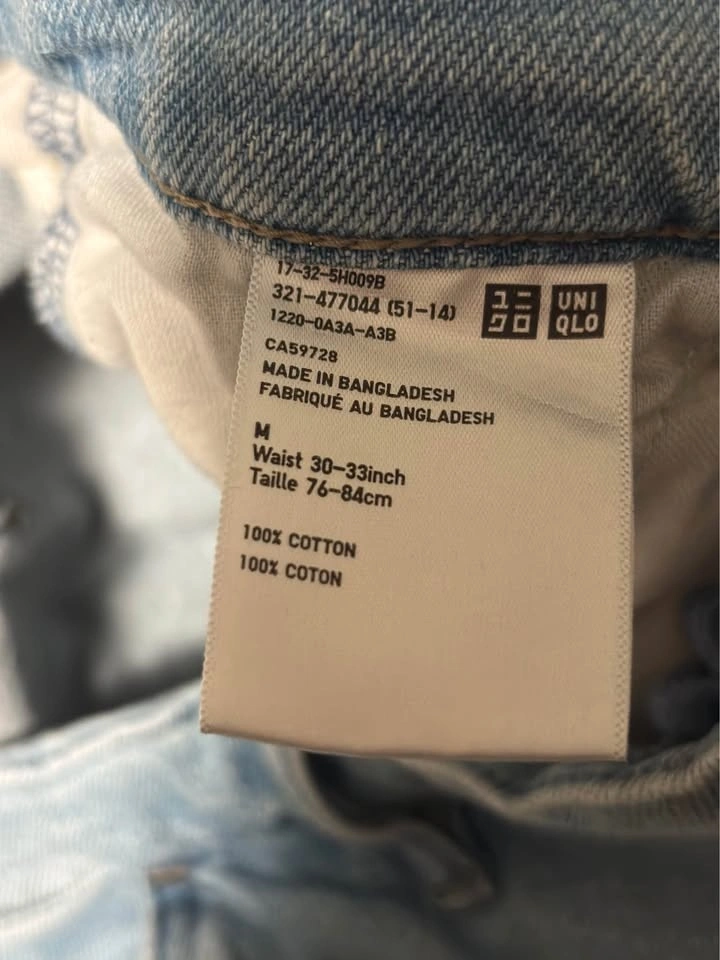 17-32-5H009B
321-477044 (51-14)
1220-0A3A-A3B
ユニ
クロ
UNI
QLO
CA59728
MADE IN BANGLADESH
FABRIQUÉ AU BANGLADESH
M
Waist 30-33inch
Taille 76-84cm
100% COTTON
100% COTON